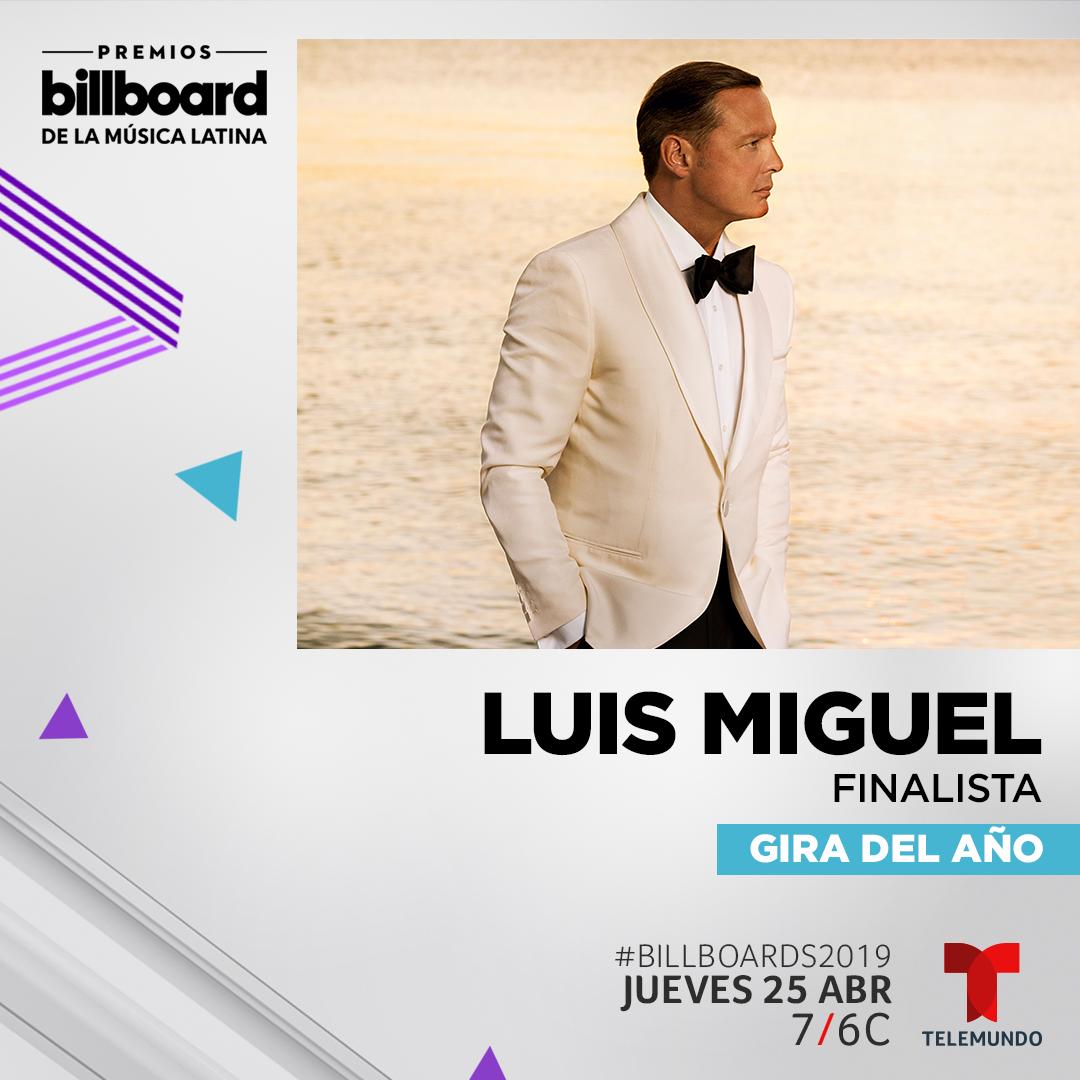 PREMIOS
billboard
DE LA MÚSICA LATINA
LUIS MIGUEL
FINALISTA
GIRA DEL AÑO
#BILLBOARDS2019
JUEVES 25 ABR
7/6C
TELEMUNDO